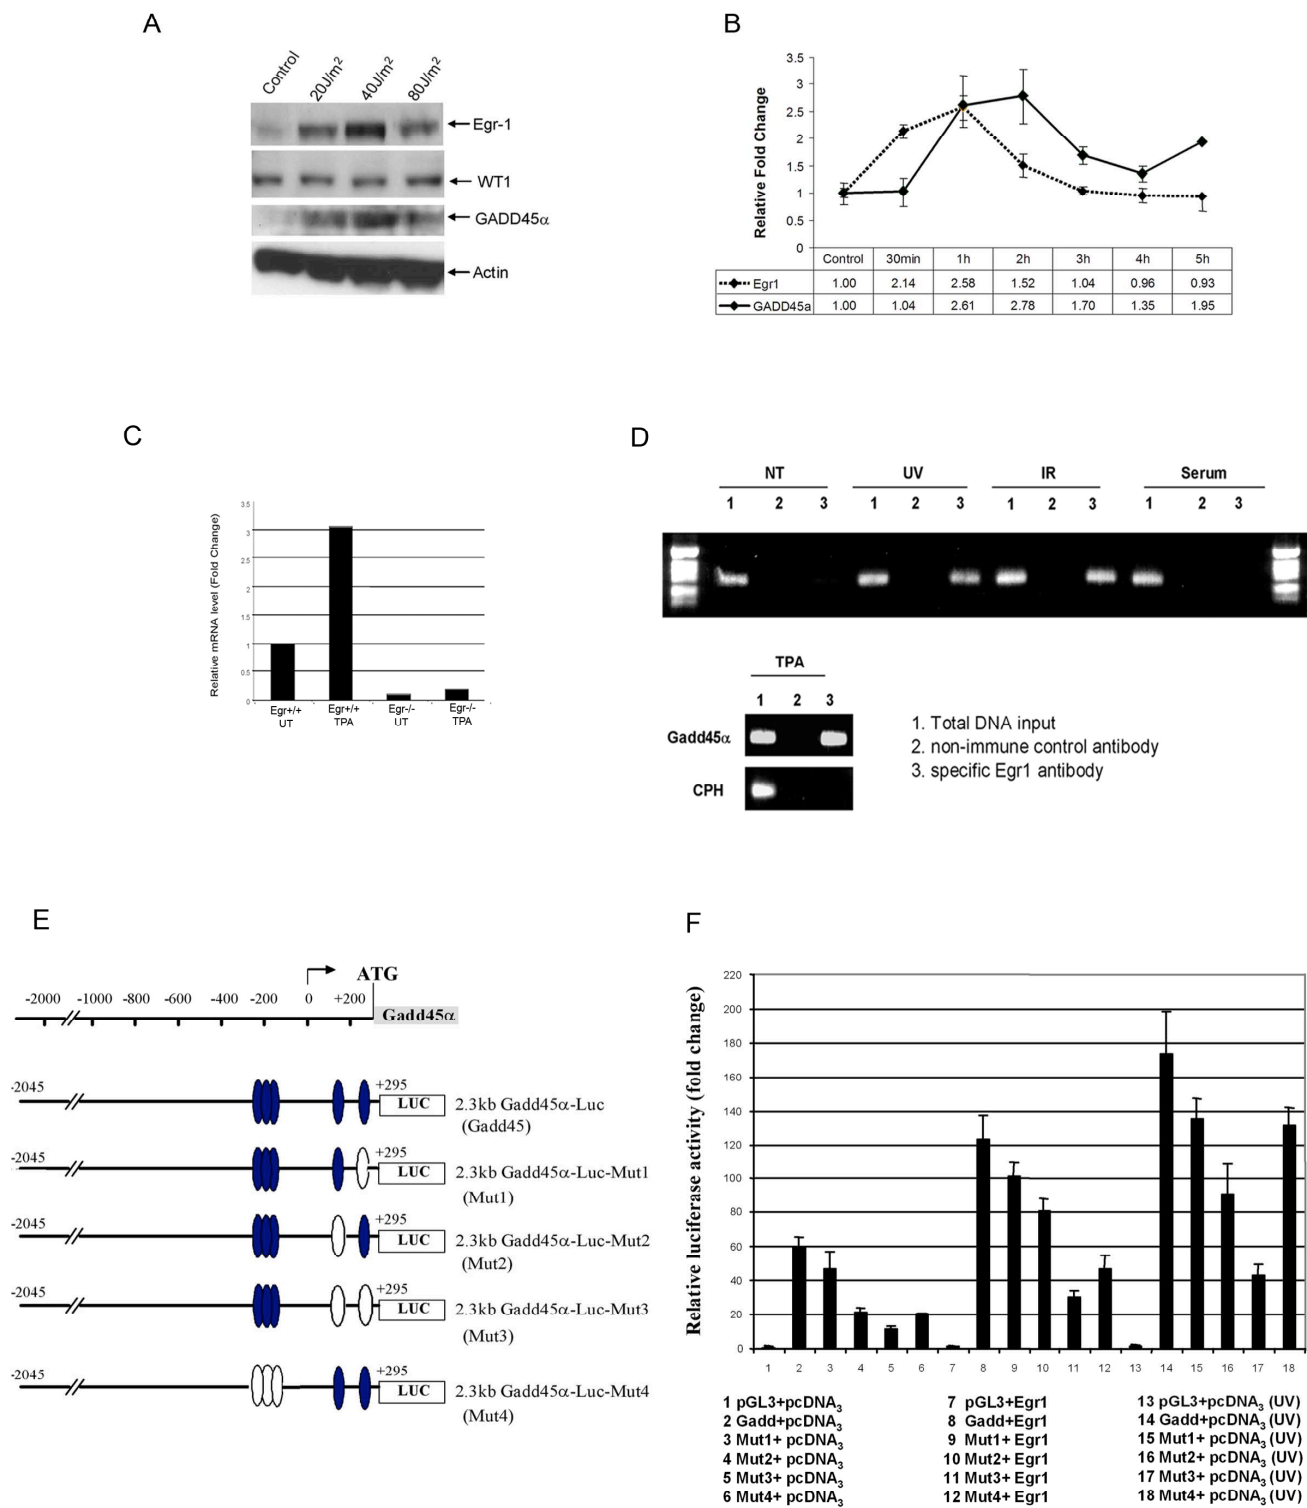 A
Control 20J/m2 40J/m2 80J/m2
Egr-1
WT1
GADD45α
Actin
B
Relative Fold Change
3.5
3
2.5
2
1.5
1
0.5
0
Control 30min 1h 2h 3h 4h 5h
Egr1 1.00 2.14 2.58 1.52 1.04 0.96 0.93
GADD45a 1.00 1.04 2.61 2.78 1.70 1.35 1.95
C
Relative mRNA level (Fold Change)
3.5
3
2.5
2
1.5
1
0.5
0
Egr+/+ UT
Egr+/+ TPA
Egr-/- UT
Egr-/- TPA
D
NT UV IR Serum
1 2 3 1 2 3 1 2 3 1 2 3
TPA
1 2 3
Gadd45α
CPH
1. Total DNA input
2. non-immune control antibody
3. specific Egr1 antibody
E
ATG
-2000 -1000 -800 -600 -400 -200 0 +200
Gadd45α
-2045 +295
LUC 2.3kb Gadd45α-Luc
(Gadd45)
-2045 +295
LUC 2.3kb Gadd45α-Luc-Mut1
(Mut1)
-2045 +295
LUC 2.3kb Gadd45α-Luc-Mut2
(Mut2)
-2045 +295
LUC 2.3kb Gadd45α-Luc-Mut3
(Mut3)
-2045 +295
LUC 2.3kb Gadd45α-Luc-Mut4
(Mut4)
F
Relative luciferase activity (fold change)
220
200
180
160
140
120
100
80
60
40
20
0
1 2 3 4 5 6 7 8 9 10 11 12 13 14 15 16 17 18
1 pGL3+pcDNA3
2 Gadd+pcDNA3
3 Mut1+ pcDNA3
4 Mut2+ pcDNA3
5 Mut3+ pcDNA3
6 Mut4+ pcDNA3
7 pGL3+Egr1
8 Gadd+Egr1
9 Mut1+ Egr1
10 Mut2+ Egr1
11 Mut3+ Egr1
12 Mut4+ Egr1
13 pGL3+pcDNA3 (UV)
14 Gadd+pcDNA3 (UV)
15 Mut1+ pcDNA3 (UV)
16 Mut2+ pcDNA3 (UV)
17 Mut3+ pcDNA3 (UV)
18 Mut4+ pcDNA3 (UV)